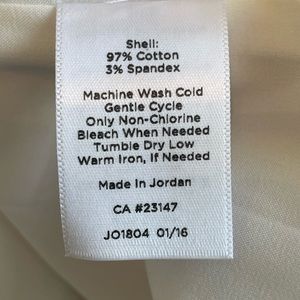 Shell:
97% Cotton
3% Spandex
Machine Wash Cold
Gentle Cycle
Only Non-Chlorine
Bleach When Needed
Tumble Dry Low
Warm Iron, If Needed
Made In Jordan
CA #23147
JO1804 01/16